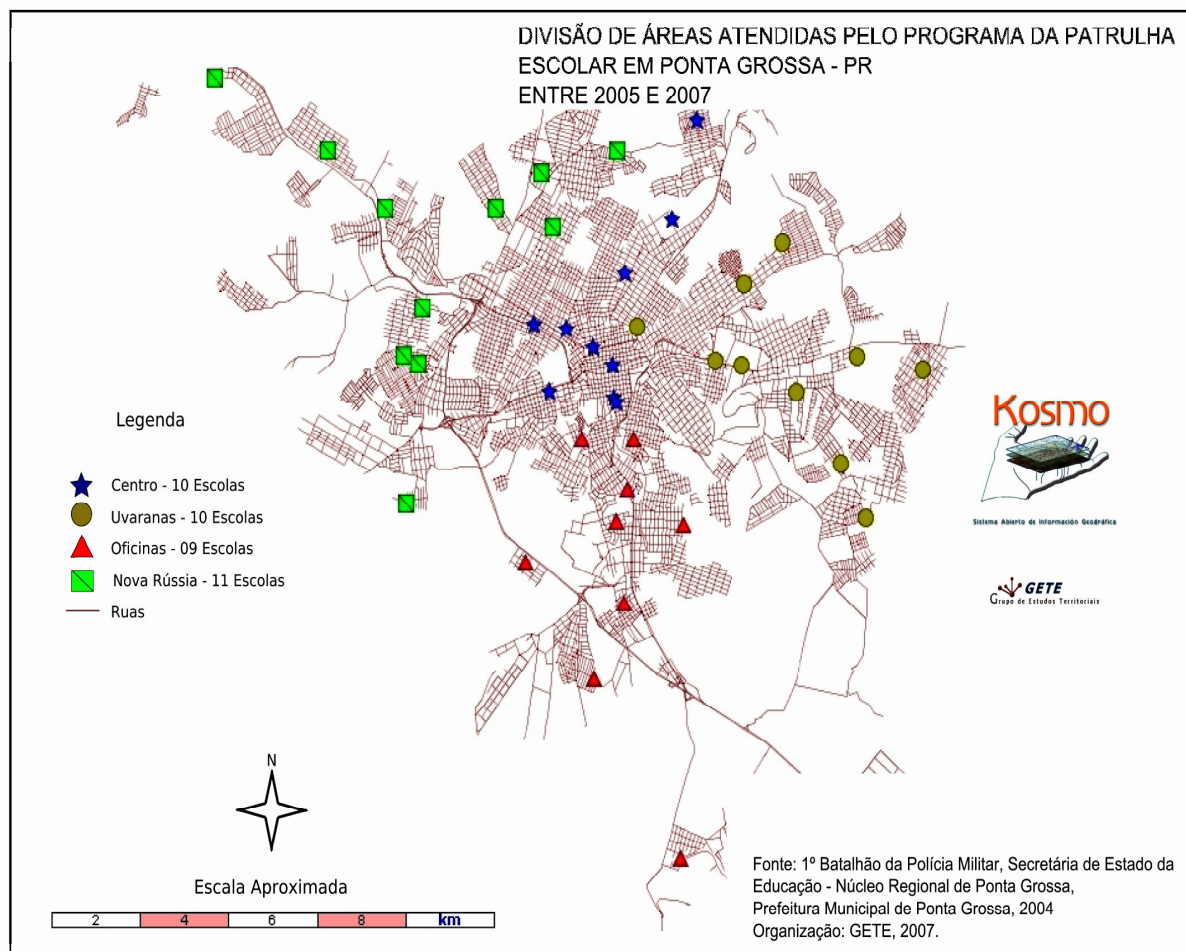 DIVISÃO DE ÁREAS ATENDIDAS PELO PROGRAMA DA PATRULHA
ESCOLAR EM PONTA GROSSA - PR
ENTRE 2005 E 2007
Legenda
Centro - 10 Escolas
Uvaranas - 10 Escolas
Oficinas - 09 Escolas
Nova Rússia - 11 Escolas
Ruas
Kosmo
Sistema Abierto de Información Geográfica
GETE
Grupo de Estudos Territoriais
N
Escala Aproximada
2 4 6 8 km
Fonte: 1º Batalhão da Polícia Militar, Secretária de Estado da
Educação - Núcleo Regional de Ponta Grossa,
Prefeitura Municipal de Ponta Grossa, 2004
Organização: GETE, 2007.